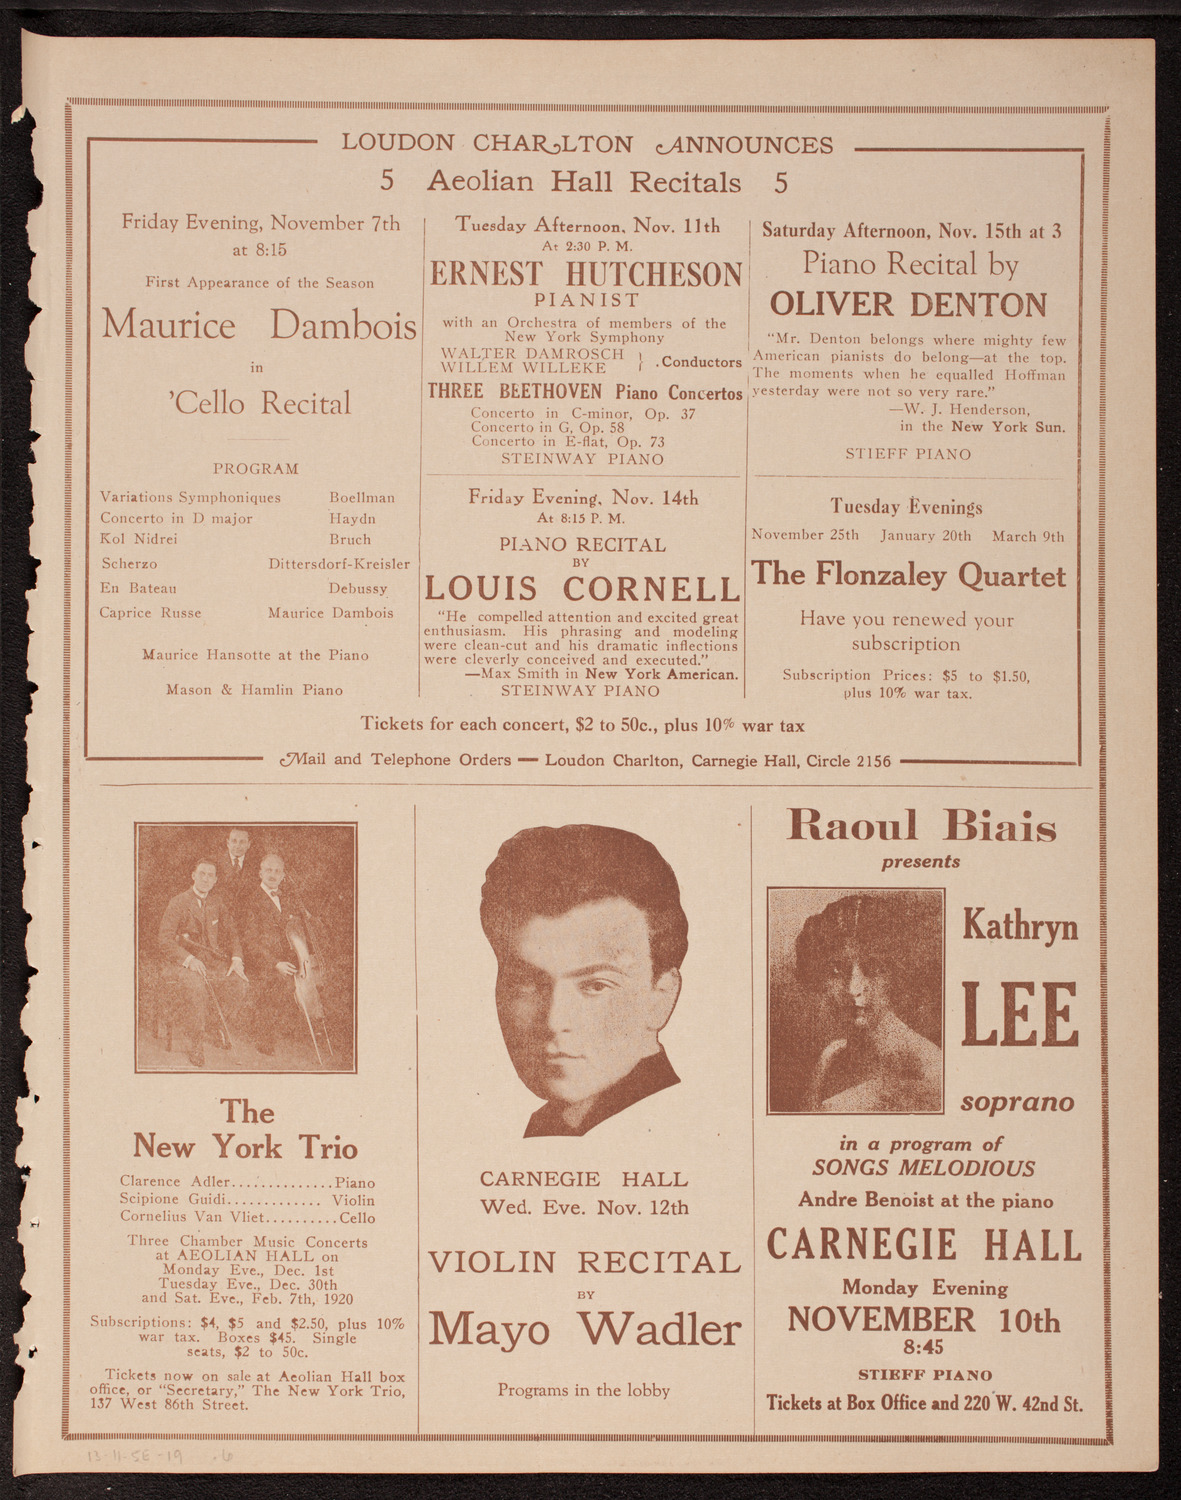 LOUDON CHARLTON ANNOUNCES
5 Aeolian Hall Recitals 5
Friday Evening, November 7th
at 8:15
First Appearance of the Season
Maurice Dambois
in
'Cello Recital
PROGRAM
Variations Symphoniques Boellman
Concerto in D major Haydn
Kol Nidrei Bruch
Scherzo Dittersdorf-Kreisler
En Bateau Debussy
Caprice Russe Maurice Dambois
Maurice Hansotte at the Piano
Mason & Hamlin Piano
Tuesday Afternoon, Nov. 11th
At 2:30 P. M.
ERNEST HUTCHESON
PIANIST
with an Orchestra of members of the
New York Symphony
WALTER DAMROSCH
WILLEM WILLEKE } . Conductors
THREE BEETHOVEN Piano Concertos
Concerto in C-minor, Op. 37
Concerto in G, Op. 58
Concerto in E-flat, Op. 73
STEINWAY PIANO
Friday Evening, Nov. 14th
At 8:15 P. M.
PIANO RECITAL
BY
LOUIS CORNELL
"He compelled attention and excited great
enthusiasm. His phrasing and modeling
were clean-cut and his dramatic inflections
were cleverly conceived and executed."
—Max Smith in New York American.
STEINWAY PIANO
Saturday Afternoon, Nov. 15th at 3
Piano Recital by
OLIVER DENTON
"Mr. Denton belongs where mighty few
American pianists do belong—at the top.
The moments when he equalled Hoffman
yesterday were not so very rare."
—W. J. Henderson,
in the New York Sun.
STIEFF PIANO
Tuesday Evenings
November 25th January 20th March 9th
The Flonzaley Quartet
Have you renewed your
subscription
Subscription Prices: $5 to $1.50,
plus 10% war tax.
Tickets for each concert, $2 to 50c., plus 10% war tax
Mail and Telephone Orders — Loudon Charlton, Carnegie Hall, Circle 2156
The
New York Trio
Clarence Adler..............Piano
Scipione Guidi............. Violin
Cornelius Van Vliet..........Cello
Three Chamber Music Concerts
at AEOLIAN HALL on
Monday Eve., Dec. 1st
Tuesday Eve., Dec. 30th
and Sat. Eve., Feb. 7th, 1920
Subscriptions: $4, $5 and $2.50, plus 10%
war tax. Boxes $45. Single
seats, $2 to 50c.
Tickets now on sale at Aeolian Hall box
office, or "Secretary," The New York Trio,
137 West 86th Street.
CARNEGIE HALL
Wed. Eve. Nov. 12th
VIOLIN RECITAL
BY
Mayo Wadler
Programs in the lobby
Raoul Biais
presents
Kathryn
LEE
soprano
in a program of
SONGS MELODIOUS
Andre Benoist at the piano
CARNEGIE HALL
Monday Evening
NOVEMBER 10th
8:45
STIEFF PIANO
Tickets at Box Office and 220 W. 42nd St.
13-11-5E-19 .6